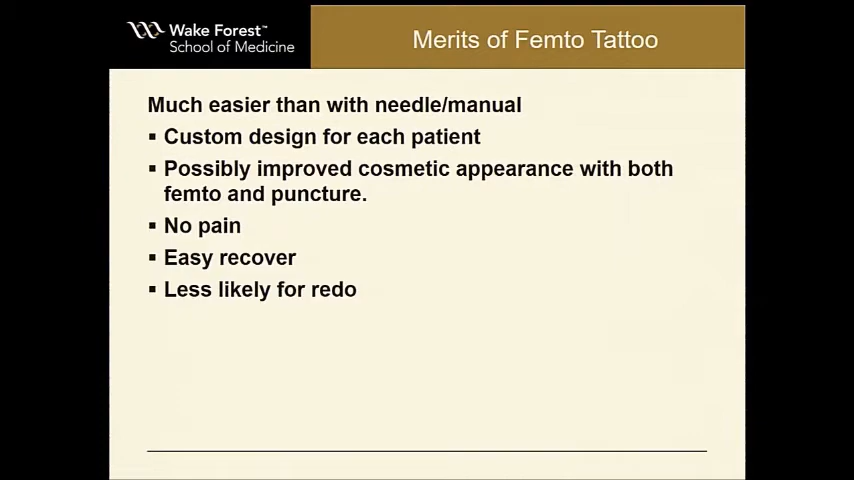 Wake Forest™
School of Medicine
Merits of Femto Tattoo
Much easier than with needle/manual
▪ Custom design for each patient
▪ Possibly improved cosmetic appearance with both
femto and puncture.
▪ No pain
▪ Easy recover
▪ Less likely for redo